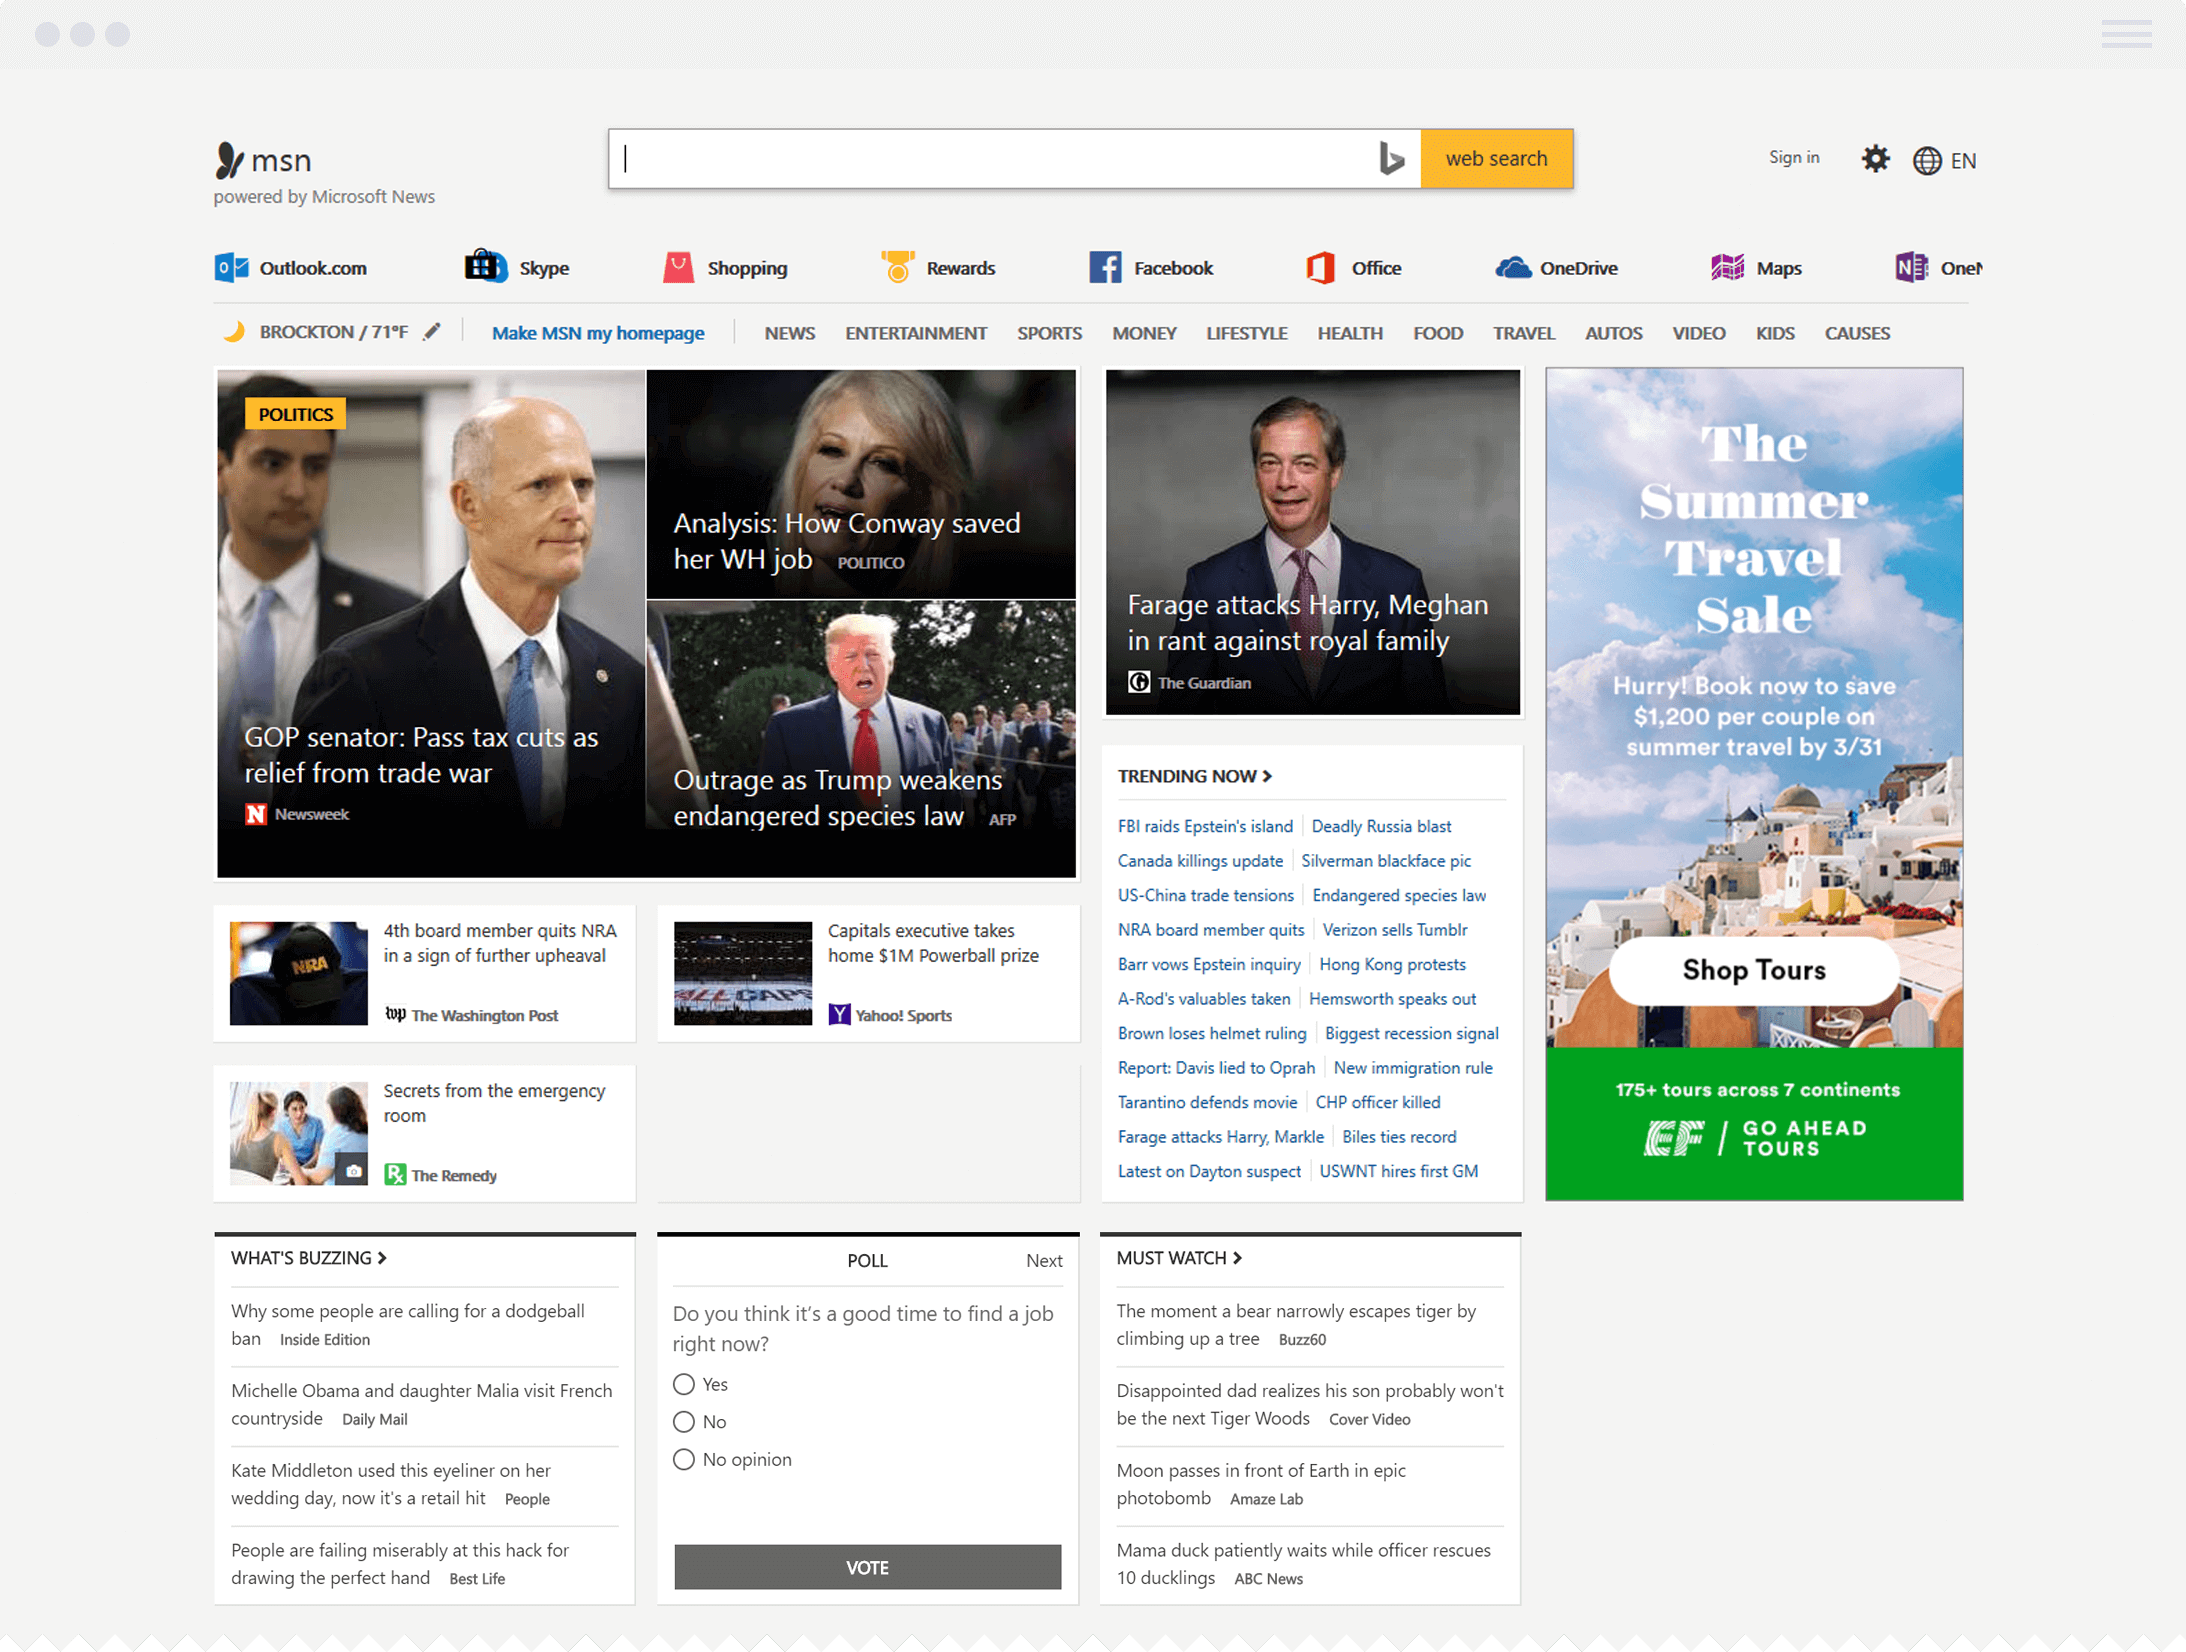 msn
powered by Microsoft News
web search
Sign in
EN
Outlook.com
Skype
Shopping
Rewards
Facebook
Office
OneDrive
Maps
BROCKTON / 71°F
Make MSN my homepage
NEWS
ENTERTAINMENT
SPORTS
MONEY
LIFESTYLE
HEALTH
FOOD
TRAVEL
AUTOS
VIDEO
KIDS
CAUSES
POLITICS
GOP senator: Pass tax cuts as
relief from trade war
Newsweek
Analysis: How Conway saved
her WH job POLITICO
Outrage as Trump weakens
endangered species law AFP
Farage attacks Harry, Meghan
in rant against royal family
The Guardian
The
Summer
Travel
Sale
Hurry! Book now to save
$1,200 per couple on
summer travel by 3/31
Shop Tours
175+ tours across 7 continents
EF / GO AHEAD
TOURS
TRENDING NOW
FBI raids Epstein's island Deadly Russia blast
Canada killings update Silverman blackface pic
US-China trade tensions Endangered species law
NRA board member quits Verizon sells Tumblr
Barr vows Epstein inquiry Hong Kong protests
A-Rod's valuables taken Hemsworth speaks out
Brown loses helmet ruling Biggest recession signal
Report: Davis lied to Oprah New immigration rule
Tarantino defends movie CHP officer killed
Farage attacks Harry, Markle Biles ties record
Latest on Dayton suspect USWNT hires first GM
NRA
4th board member quits NRA
in a sign of further upheaval
wp The Washington Post
ALL CAPS
Capitals executive takes
home $1M Powerball prize
Y Yahoo! Sports
Secrets from the emergency
room
Rx The Remedy
WHAT'S BUZZING
Why some people are calling for a dodgeball
ban Inside Edition
Michelle Obama and daughter Malia visit French
countryside Daily Mail
Kate Middleton used this eyeliner on her
wedding day, now it's a retail hit People
People are failing miserably at this hack for
drawing the perfect hand Best Life
POLL
Next
Do you think it's a good time to find a job
right now?
Yes
No
No opinion
VOTE
MUST WATCH
The moment a bear narrowly escapes tiger by
climbing up a tree Buzz60
Disappointed dad realizes his son probably won't
be the next Tiger Woods Cover Video
Moon passes in front of Earth in epic
photobomb Amaze Lab
Mama duck patiently waits while officer rescues
10 ducklings ABC News